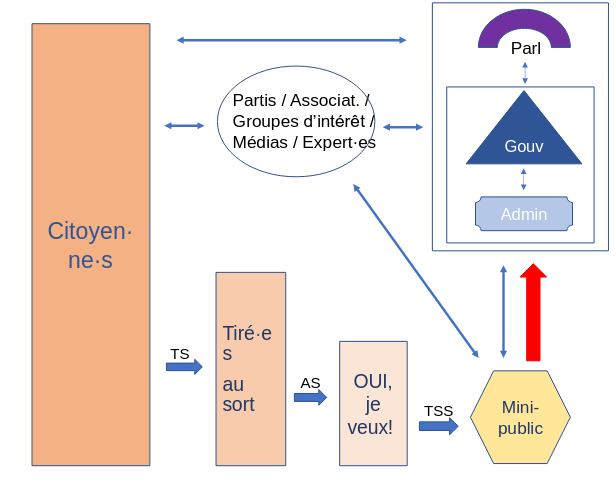 Parl
Partis / Associat. /
Groupes d'intérêt /
Médias / Expert·es
Gouv
Admin
Citoyen·
ne·s
TS
Tiré·e
s
au
sort
AS
OUI,
je
veux!
TSS
Mini-
public